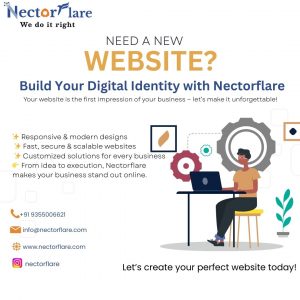 NectorFlare
We do it right
NEED A NEW
WEBSITE?
Build Your Digital Identity with Nectorflare
Your website is the first impression of your business – let's make it unforgettable!
Responsive & modern designs
Fast, secure & scalable websites
Customized solutions for every business
From idea to execution, Nectorflare
makes your business stand out online.
+91 9355006621
info@nectorflare.com
www.nectorflare.com
nectorflare
Let's create your perfect website today!